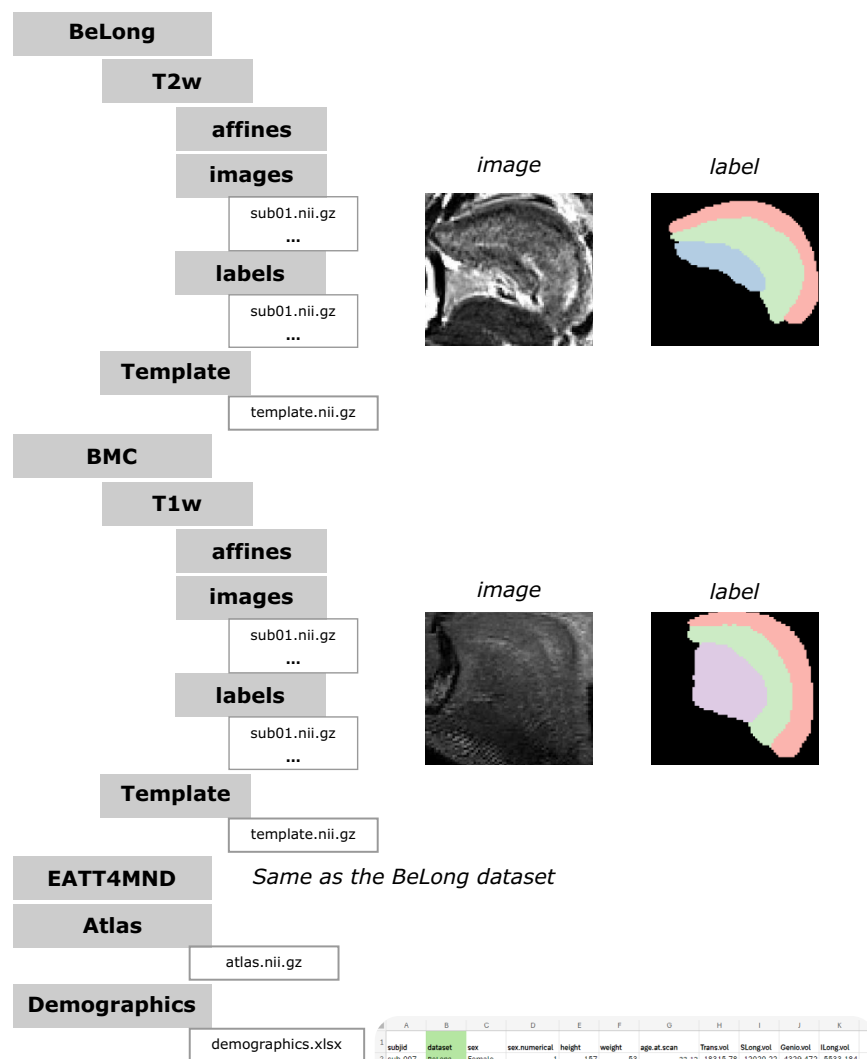 BeLong
T2w
affines
images
sub01.nii.gz
...
labels
sub01.nii.gz
...
image
label
Template
template.nii.gz
BMC
T1w
affines
images
sub01.nii.gz
...
labels
sub01.nii.gz
...
image
label
Template
template.nii.gz
EATT4MND
Same as the BeLong dataset
Atlas
atlas.nii.gz
Demographics
demographics.xlsx
A B C D E F G H I J K
1 subjid dataset sex sex.numerical height weight age.at.scan Trans.vol SLong.vol Genio.vol ILong.vol